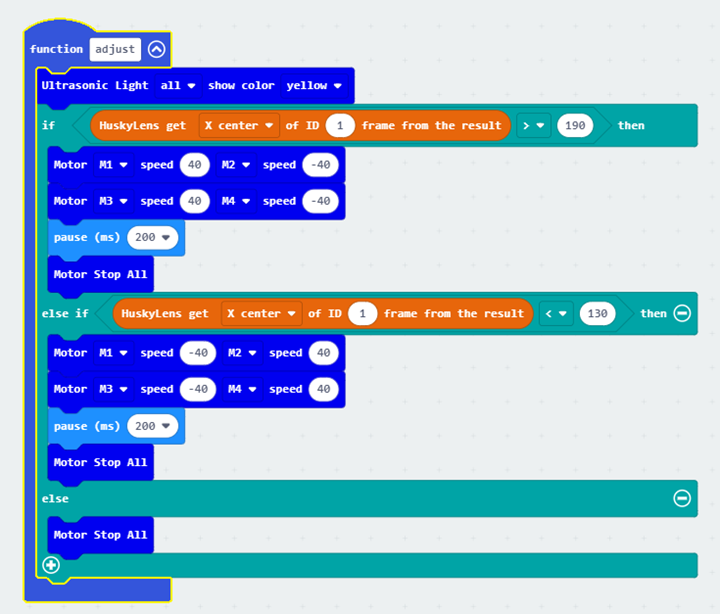 function adjust
Ultrasonic Light all show color yellow
if HuskyLens get X center of ID 1 frame from the result > 190 then
Motor M1 speed 40 M2 speed -40
Motor M3 speed 40 M4 speed -40
pause (ms) 200
Motor Stop All
else if HuskyLens get X center of ID 1 frame from the result < 130 then
Motor M1 speed -40 M2 speed 40
Motor M3 speed -40 M4 speed 40
pause (ms) 200
Motor Stop All
else
Motor Stop All